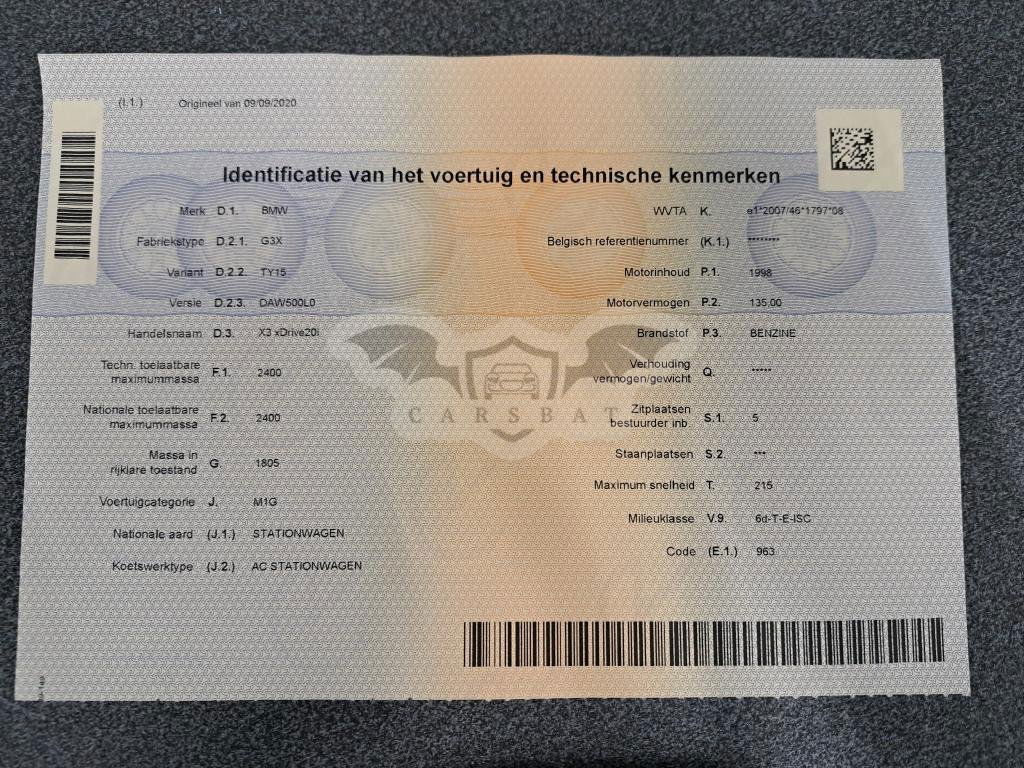 (I.1.) Origineel van 09/09/2020
Identificatie van het voertuig en technische kenmerken
Merk D.1. BMW
Fabriekstype D.2.1. G3X
Variant D.2.2. TY15
Versie D.2.3. DAW500L0
Handelsnaam D.3. X3 xDrive20i
Techn. toelaatbare
maximummassa F.1. 2400
Nationale toelaatbare
maximummassa F.2. 2400
Massa in
rijklare toestand G. 1805
Voertuigcategorie J. M1G
Nationale aard (J.1.) STATIONWAGEN
Koetswerktype (J.2.) AC STATIONWAGEN
WVTA K. e1*2007/46*1797*08
Belgisch referentienummer (K.1.) ********
Motorinhoud P.1. 1998
Motorvermogen P.2. 135.00
Brandstof P.3. BENZINE
Verhouding
vermogen/gewicht Q. *****
Zitplaatsen
bestuurder inb. S.1. 5
Staanplaatsen S.2. ***
Maximum snelheid T. 215
Milieuklasse V.9. 6d-T-E-ISC
Code (E.1.) 963
CARSBAT